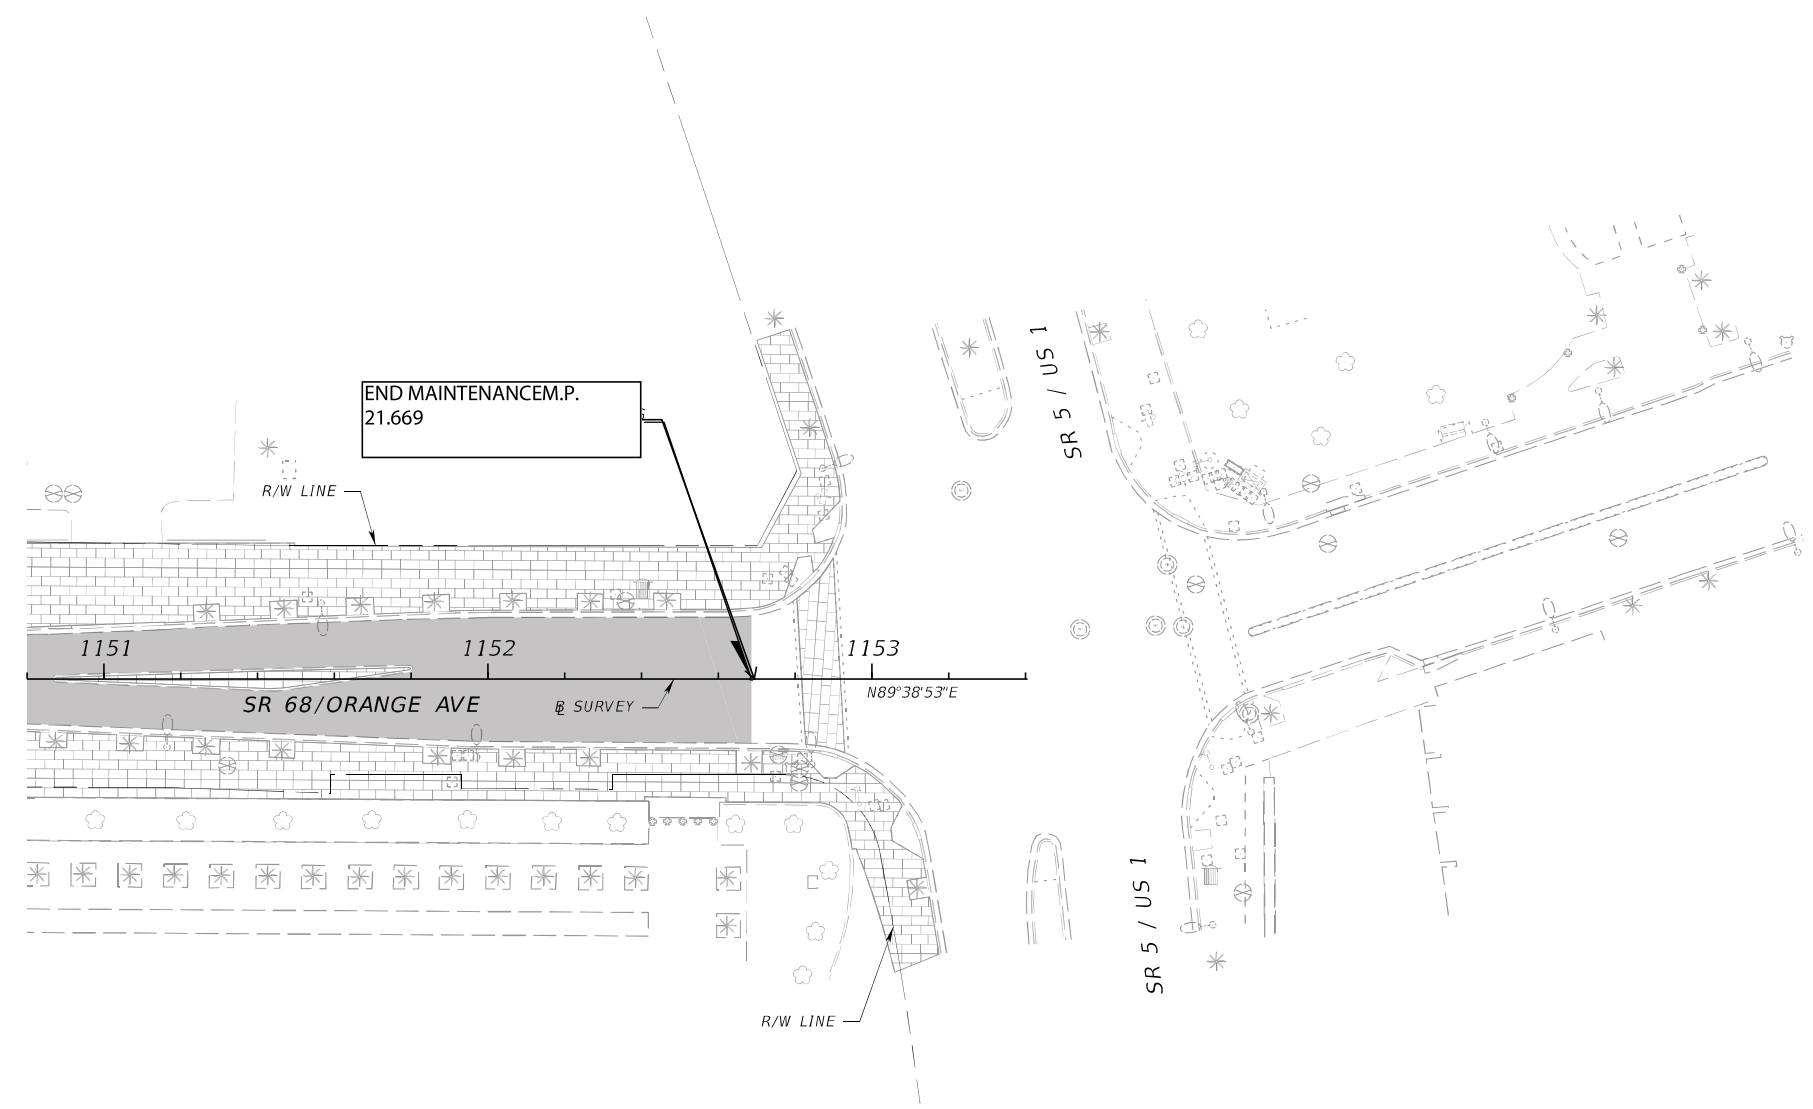 SR 5 / US 1
END MAINTENANCEM.P.
21.669
R/W LINE
1151
1152
1153
N89°38'53"E
SR 68/ORANGE AVE
BL SURVEY
SR 5 / US 1
R/W LINE